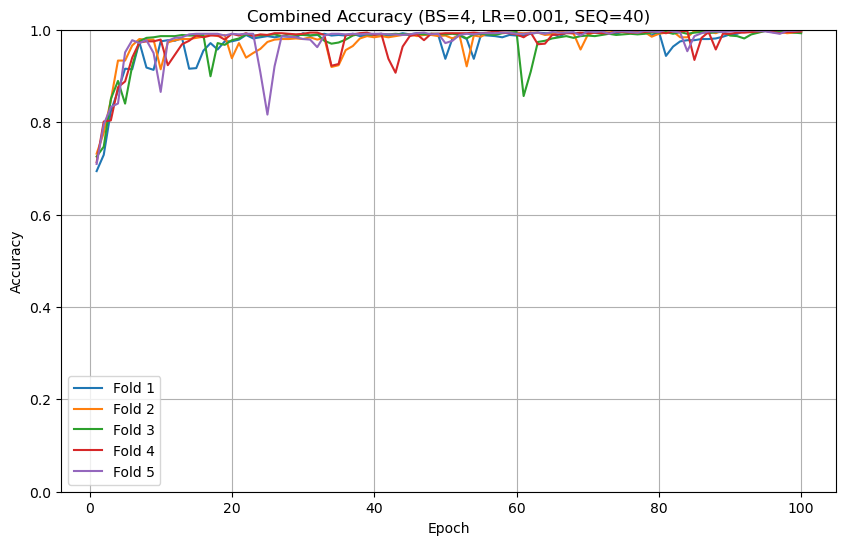 Combined Accuracy (BS=4, LR=0.001, SEQ=40)
1.0
0.8
0.6
0.4
0.2
0.0
Accuracy
Fold 1
Fold 2
Fold 3
Fold 4
Fold 5
0 20 40 60 80 100
Epoch